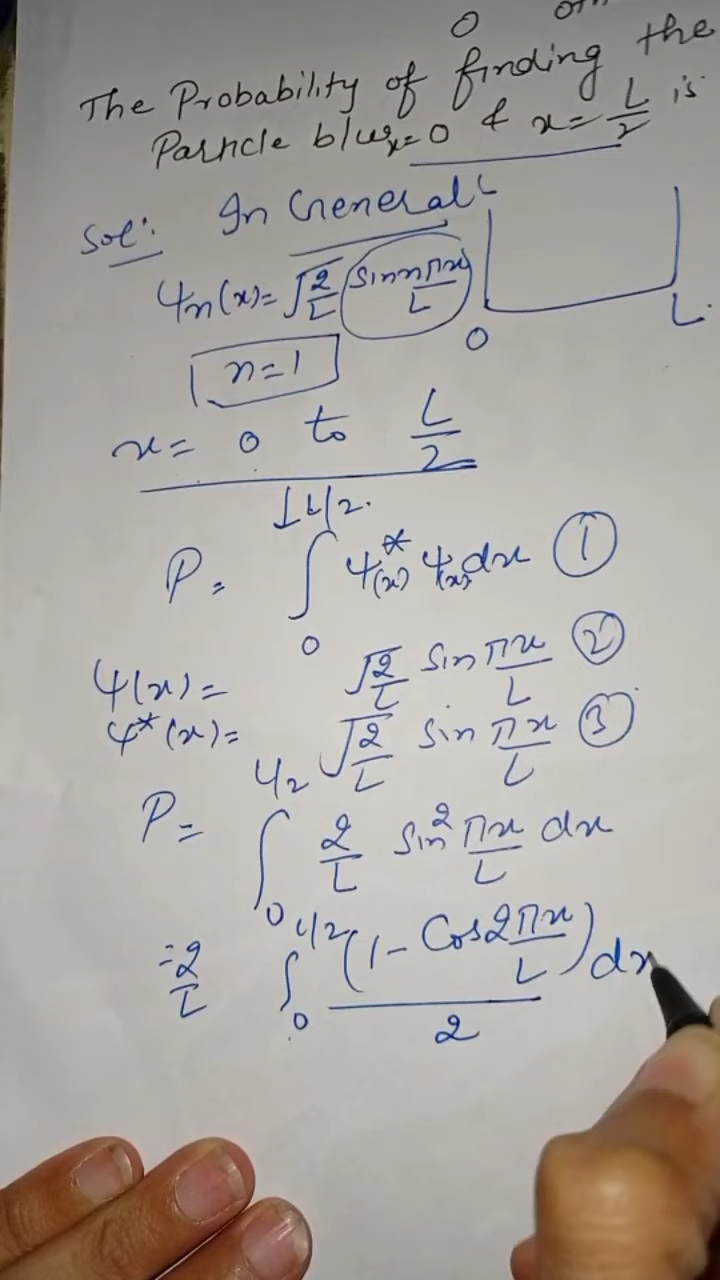 0
The Probability of finding the
Particle b/w x=0 & x = L/2 is
Sol: In General
ψn(x) = √2/L sin nπx/L
0 L
n=1
x = 0 to L/2
P = ∫0 L/2 ψ*(x) ψ(x) dx ①
ψ(x) = √2/L Sin πx/L ②
ψ*(x) = √2/L Sin πx/L ③
P = ∫0 L/2 2/L Sin² πx/L dx
= 2/L ∫0 L/2 (1 - Cos 2πx/L)/2 dx